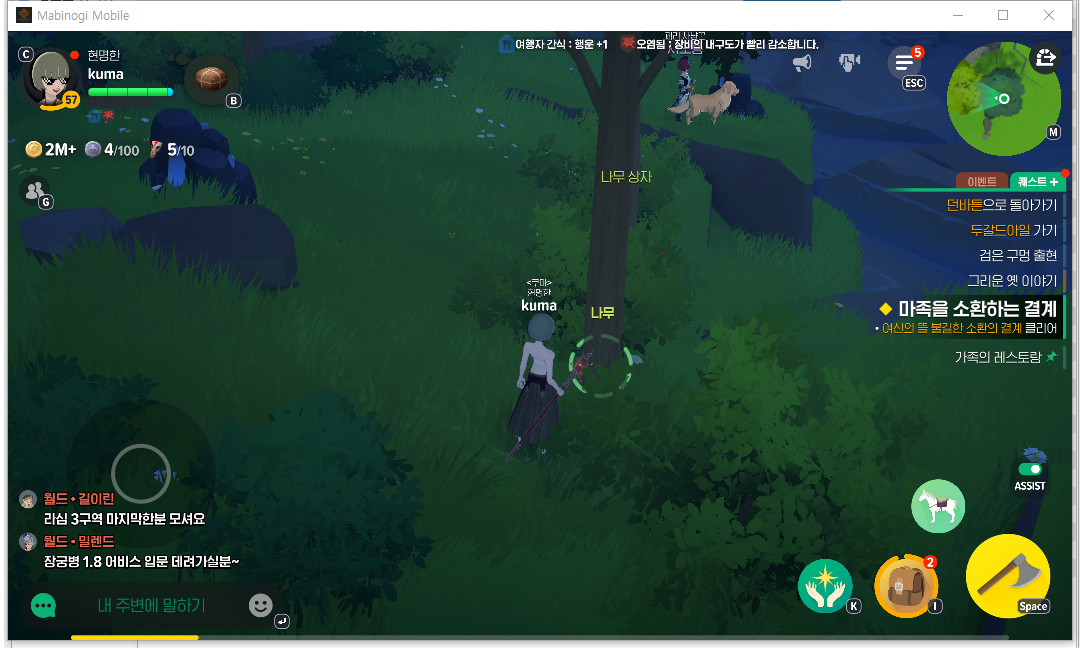 Mabinogi Mobile
C
현명한
kuma
57
B
여행자 간식 : 행운 +1
오염됨 : 장비의 내구도가 빨리 감소합니다.
5
ESC
M
2M+
4/100
5/10
G
나무 상자
이벤트
퀘스트 +
던바튼으로 돌아가기
두갈드아일 가기
검은 구멍 출현
그리운 옛 이야기
마족을 소환하는 결계
• 여신의 뜰 불길한 소환의 결계 클리어
가족의 레스토랑
현명한
kuma
나무
ASSIST
월드 • 길이린
라심 3구역 마지막한분 모셔요
월드 • 밀렌드
장궁병 1.8 어비스 입문 데려가실분~
내 주변에 말하기
K
2
I
Space